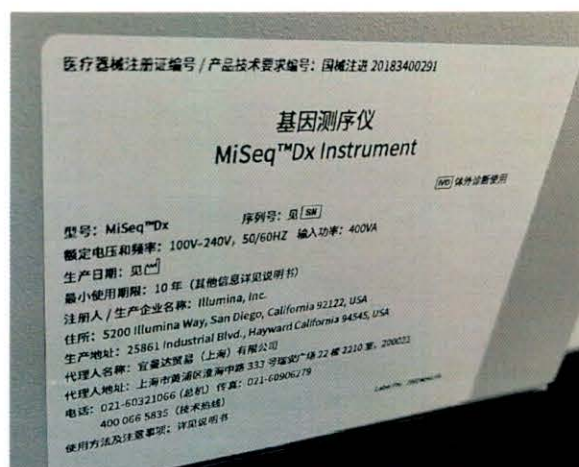 医疗器械注册证编号 / 产品技术要求编号：国械注进 20183400291
基因测序仪
MiSeq™Dx Instrument
IVD 体外诊断使用
型号：MiSeq™Dx 序列号：见 SN
额定电压和频率：100V-240V，50/60HZ 输入功率：400VA
生产日期：见
最小使用期限：10 年（其他信息详见说明书）
注册人 / 生产企业名称：Illumina, Inc.
住所：5200 Illumina Way, San Diego, California 92122, USA
生产地址：25861 Industrial Blvd., Hayward California 94545, USA
代理人名称：宜曼达贸易（上海）有限公司
代理人地址：上海市黄浦区淮海中路 333 号瑞安广场 22 楼 2210 室，200021
电话：021-60321066 (总机) 传真：021-60906279
400 066 5835（技术热线）
使用方法及注意事项：详见说明书